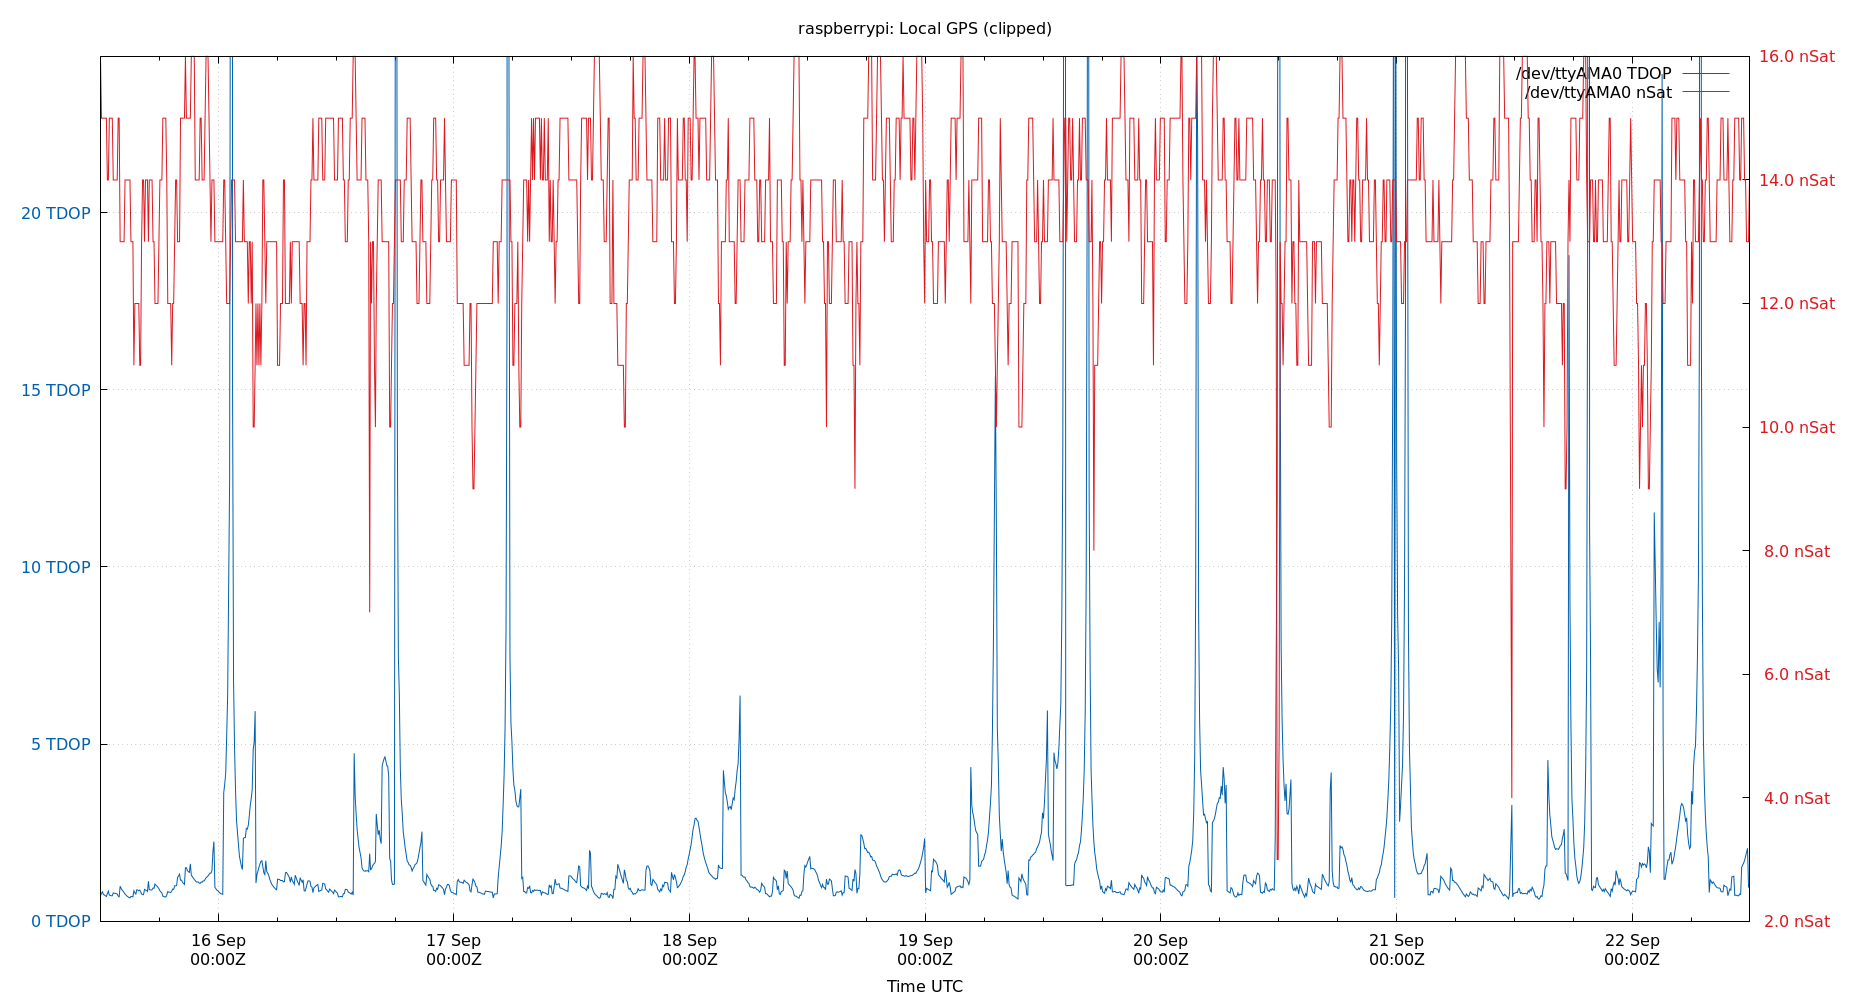 raspberrypi: Local GPS (clipped)
/dev/ttyAMA0 TDOP
/dev/ttyAMA0 nSat
20 TDOP
15 TDOP
10 TDOP
5 TDOP
0 TDOP
16.0 nSat
14.0 nSat
12.0 nSat
10.0 nSat
8.0 nSat
6.0 nSat
4.0 nSat
2.0 nSat
16 Sep 17 Sep 18 Sep 19 Sep 20 Sep 21 Sep 22 Sep
00:00Z 00:00Z 00:00Z 00:00Z 00:00Z 00:00Z 00:00Z
Time UTC